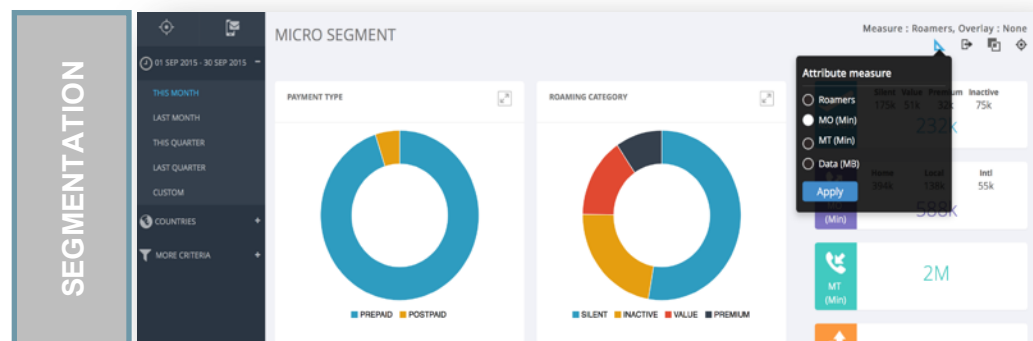 SEGMENTATION
01 SEP 2015 - 30 SEP 2015 -
THIS MONTH
LAST MONTH
THIS QUARTER
LAST QUARTER
CUSTOM
COUNTRIES +
MORE CRITERIA +
MICRO SEGMENT
Measure : Roamers, Overlay : None
PAYMENT TYPE
PREPAID POSTPAID
ROAMING CATEGORY
SILENT INACTIVE VALUE PREMIUM
Attribute measure
Roamers
MO (Min)
MT (Min)
Data (MB)
Apply
Silent Value Premium Inactive
175k 51k 32k 75k
232k
Home Local Intl
394k 138k 55k
588k
(Min)
MT
(Min)
2M